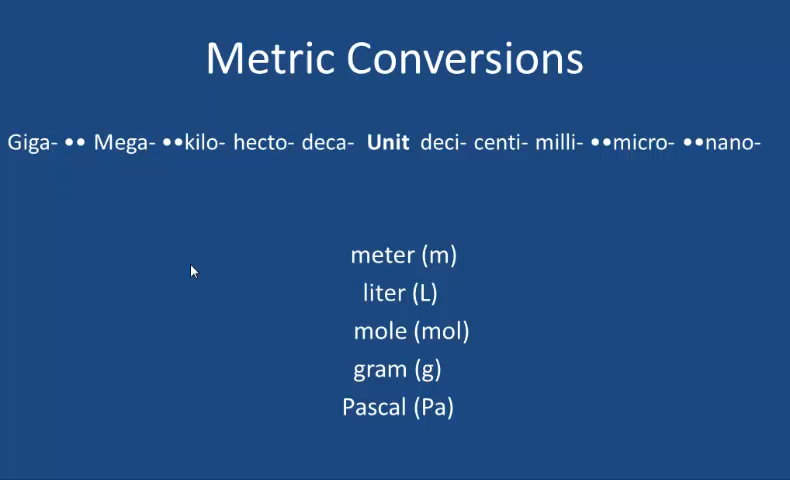 Metric Conversions
Giga- •• Mega- ••kilo- hecto- deca- Unit deci- centi- milli- ••micro- ••nano-
meter (m)
liter (L)
mole (mol)
gram (g)
Pascal (Pa)